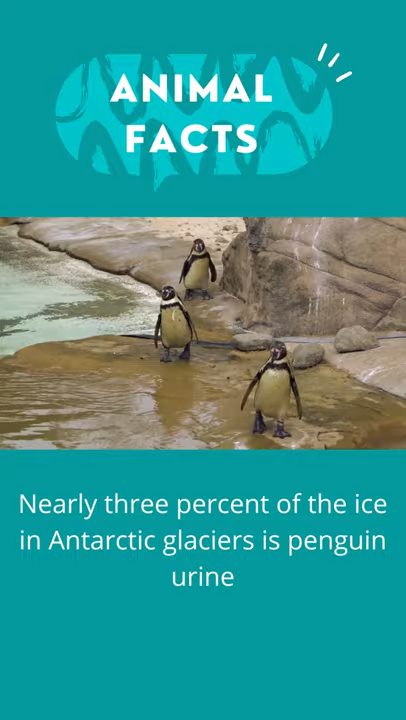 ANIMAL
FACTS
Nearly three percent of the ice
in Antarctic glaciers is penguin
urine